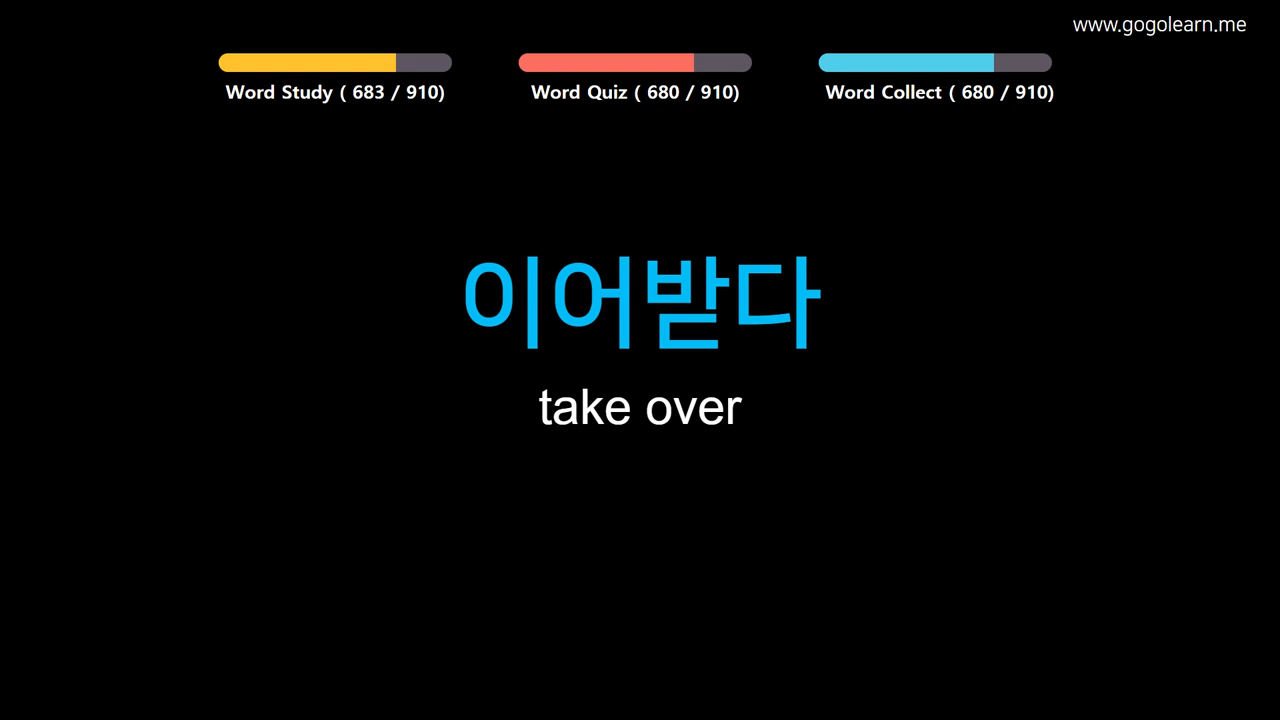 www.gogolearn.me
Word Study ( 683 / 910)
Word Quiz ( 680 / 910)
Word Collect ( 680 / 910)
이어받다
take over